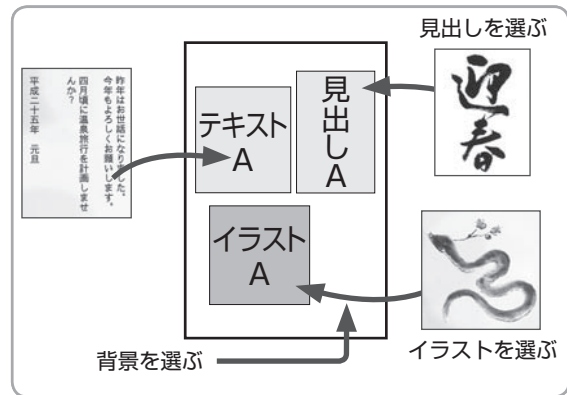 見出しを選ぶ
迎春
昨年はお世話になりました。
今年もよろしくお願いします。
四月頃に温泉旅行を計画しませ
んか?
平成二十五年 元旦
見出しA
テキスト
A
イラスト
A
背景を選ぶ
イラストを選ぶ